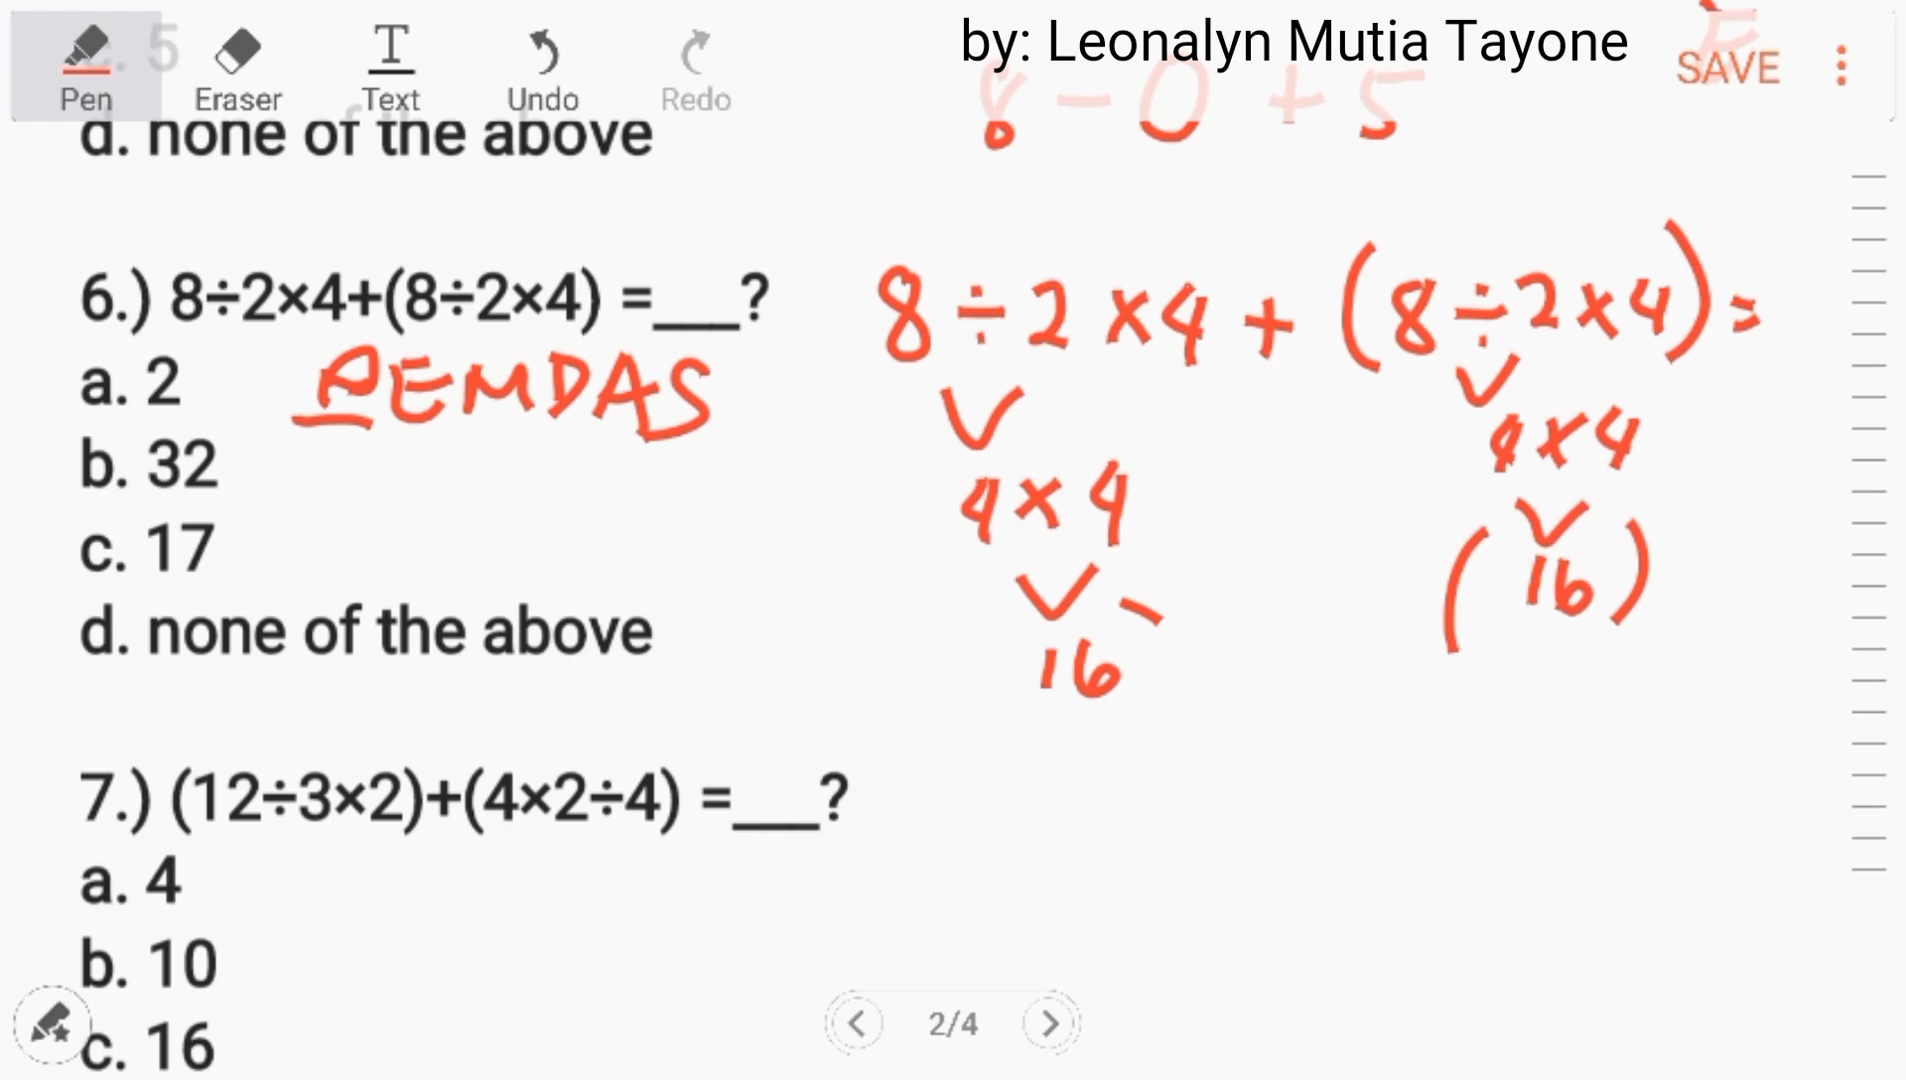 by: Leonalyn Mutia Tayone
c. 5
Pen Eraser Text Undo Redo
SAVE
8 - 0 + 5
d. none of the above
6.) 8÷2×4+(8÷2×4) =___?
8 ÷ 2 × 4 + (8 ÷ 2 × 4) =
a. 2
PEMDAS
4 × 4
b. 32
4 × 4
c. 17
(16)
d. none of the above
16
7.) (12÷3×2)+(4×2÷4) =___?
a. 4
b. 10
c. 16
2/4